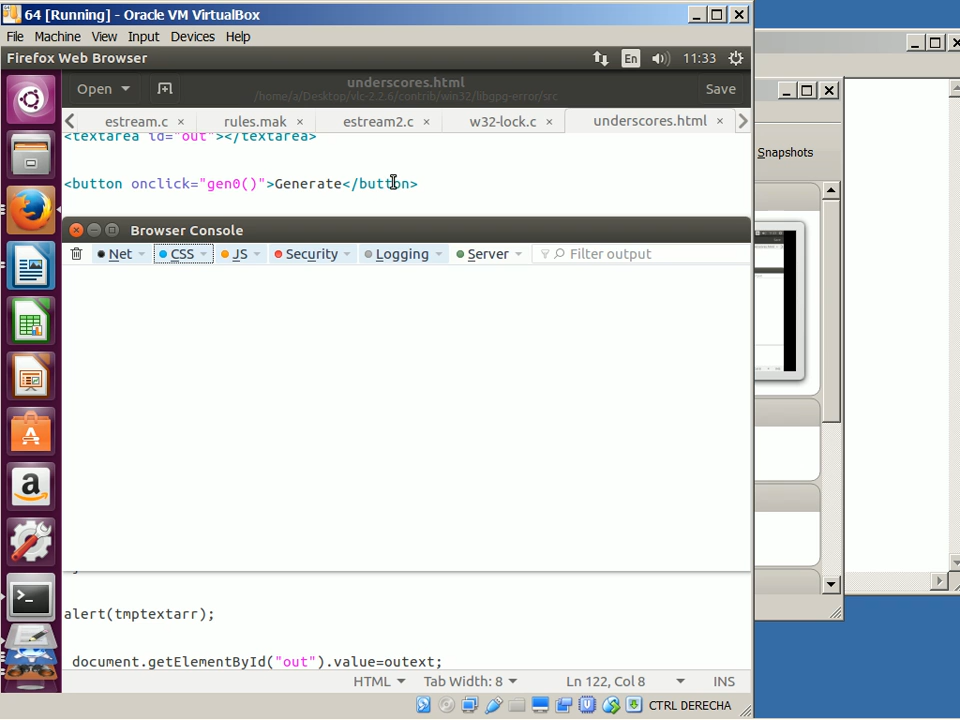 64 [Running] - Oracle VM VirtualBox
File Machine View Input Devices Help
Firefox Web Browser En 11:33
underscores.html
Open Save
/home/a/Desktop/vlc-2.2.6/contrib/win32/libgpg-error/src
estream.c × rules.mak × estream2.c × w32-lock.c × underscores.html ×
<textarea id="out"></textarea>
Snapshots
<button onclick="gen0()">Generate</button>
Browser Console
Net CSS JS Security Logging Server Filter output
alert(tmptextarr);
document.getElementById("out").value=outext;
HTML Tab Width: 8 Ln 122, Col 8 INS
CTRL DERECHA